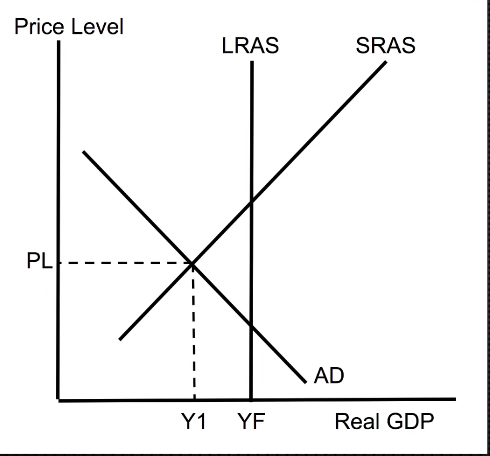 Price Level
LRAS
SRAS
PL
AD
Y1
YF
Real GDP